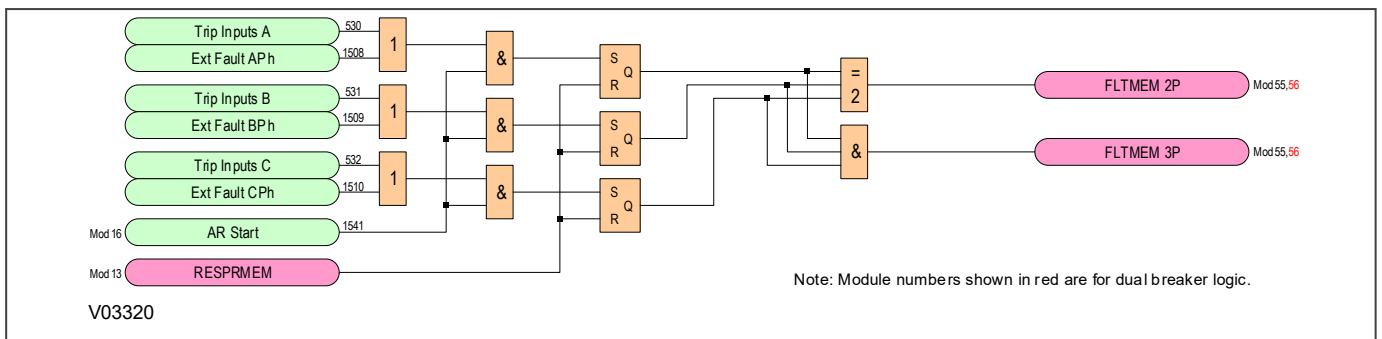 Trip Inputs A
530
Ext Fault APh
1508
1
&
S
Q
R
=
2
FLTMEM 2P
Mod 55,56
Trip Inputs B
531
Ext Fault BPh
1509
1
&
S
Q
R
&
FLTMEM 3P
Mod 55,56
Trip Inputs C
532
Ext Fault CPh
1510
1
&
S
Q
R
Mod 16
AR Start
1541
Mod 13
RESPRMEM
Note: Module numbers shown in red are for dual breaker logic.
V03320